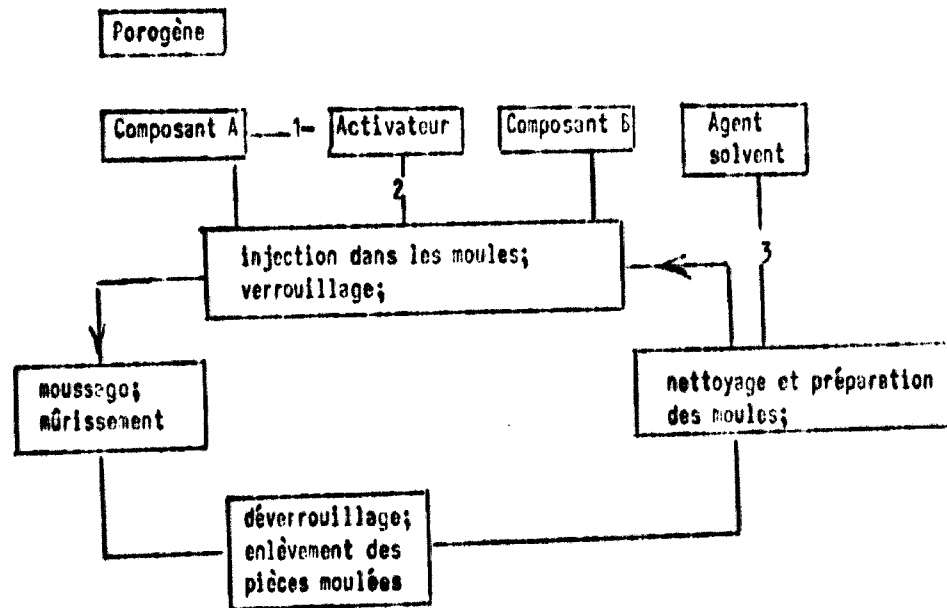 Porogène
Composant A
1-
Activateur
Composant B
Agent
solvent
2
3
injection dans les moules;
verrouillage;
moussage;
mûrissement
nettoyage et préparation
des moules;
déverrouillage;
enlèvement des
pièces moulées